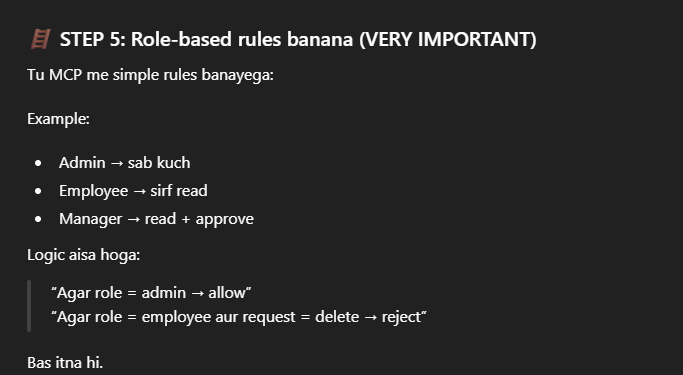 🪜 STEP 5: Role-based rules banana (VERY IMPORTANT)
Tu MCP me simple rules banayega:
Example:
• Admin → sab kuch
• Employee → sirf read
• Manager → read + approve
Logic aisa hoga:
“Agar role = admin → allow”
“Agar role = employee aur request = delete → reject”
Bas itna hi.